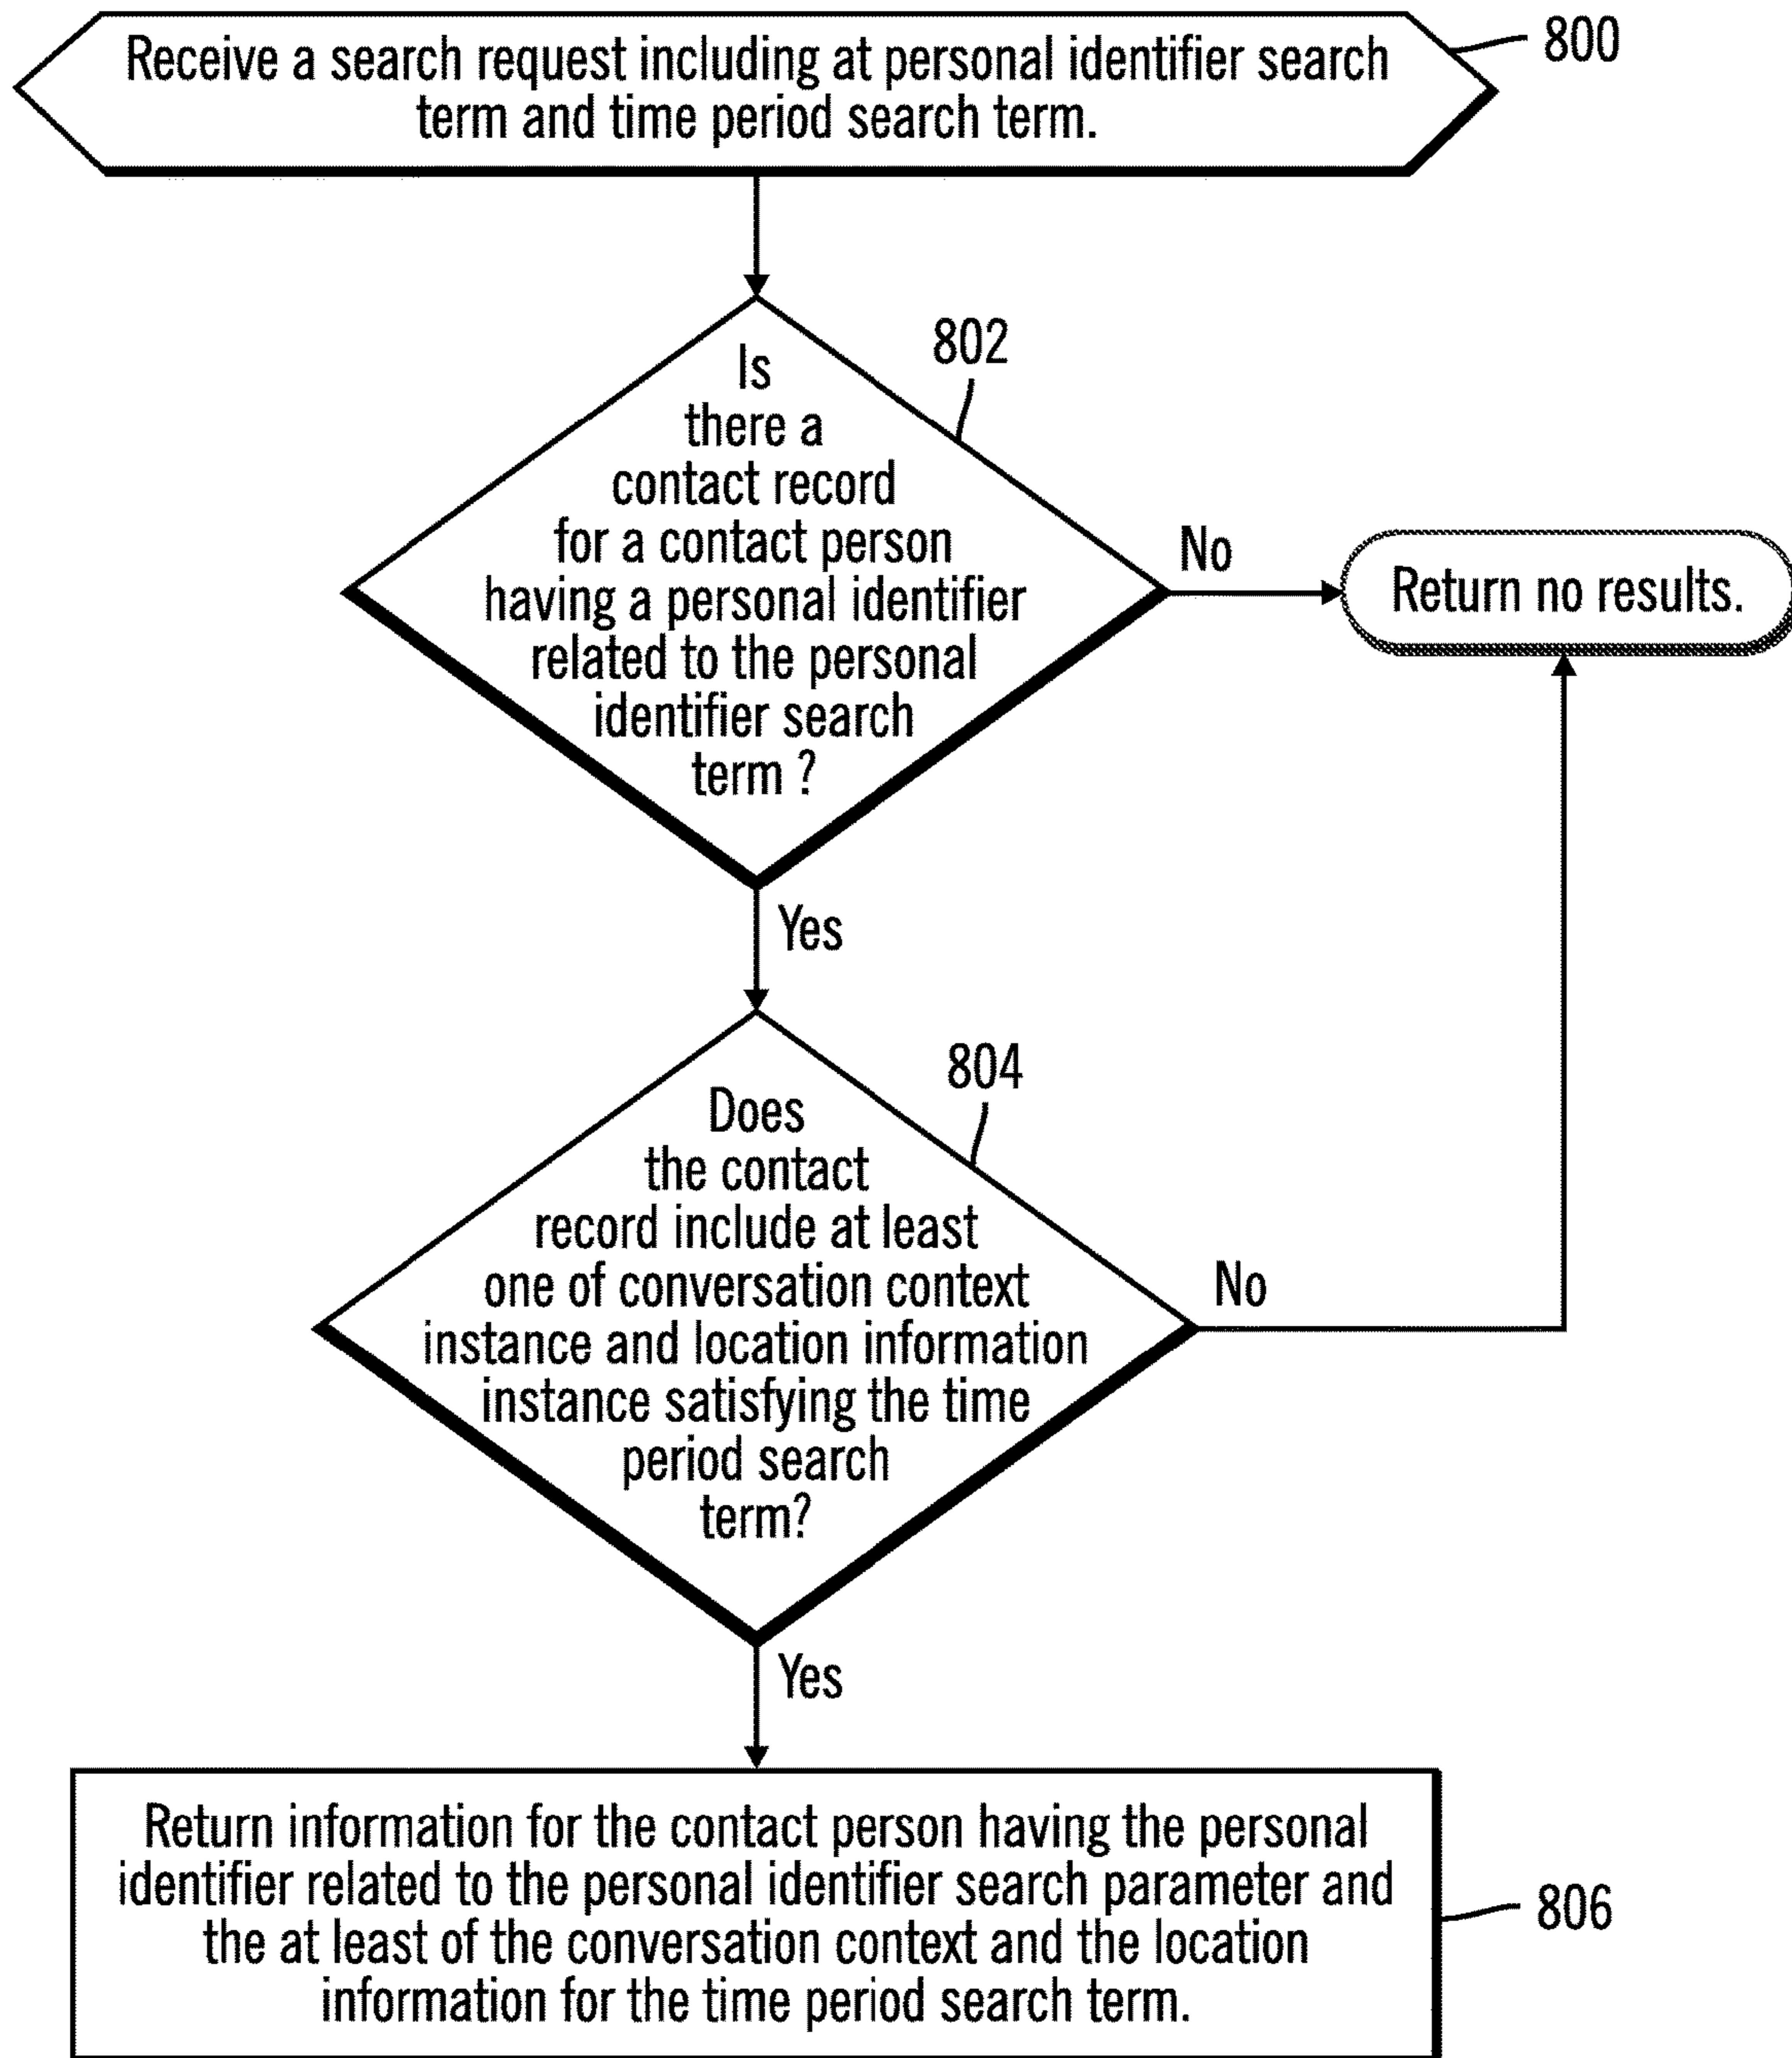 Receive a search request including at personal identifier search
term and time period search term.
800
802
Is
there a
contact record
for a contact person
having a personal identifier
related to the personal
identifier search
term ?
No
Return no results.
Yes
804
Does
the contact
record include at least
one of conversation context
instance and location information
instance satisfying the time
period search
term?
No
Yes
Return information for the contact person having the personal
identifier related to the personal identifier search parameter and
the at least of the conversation context and the location
information for the time period search term.
806